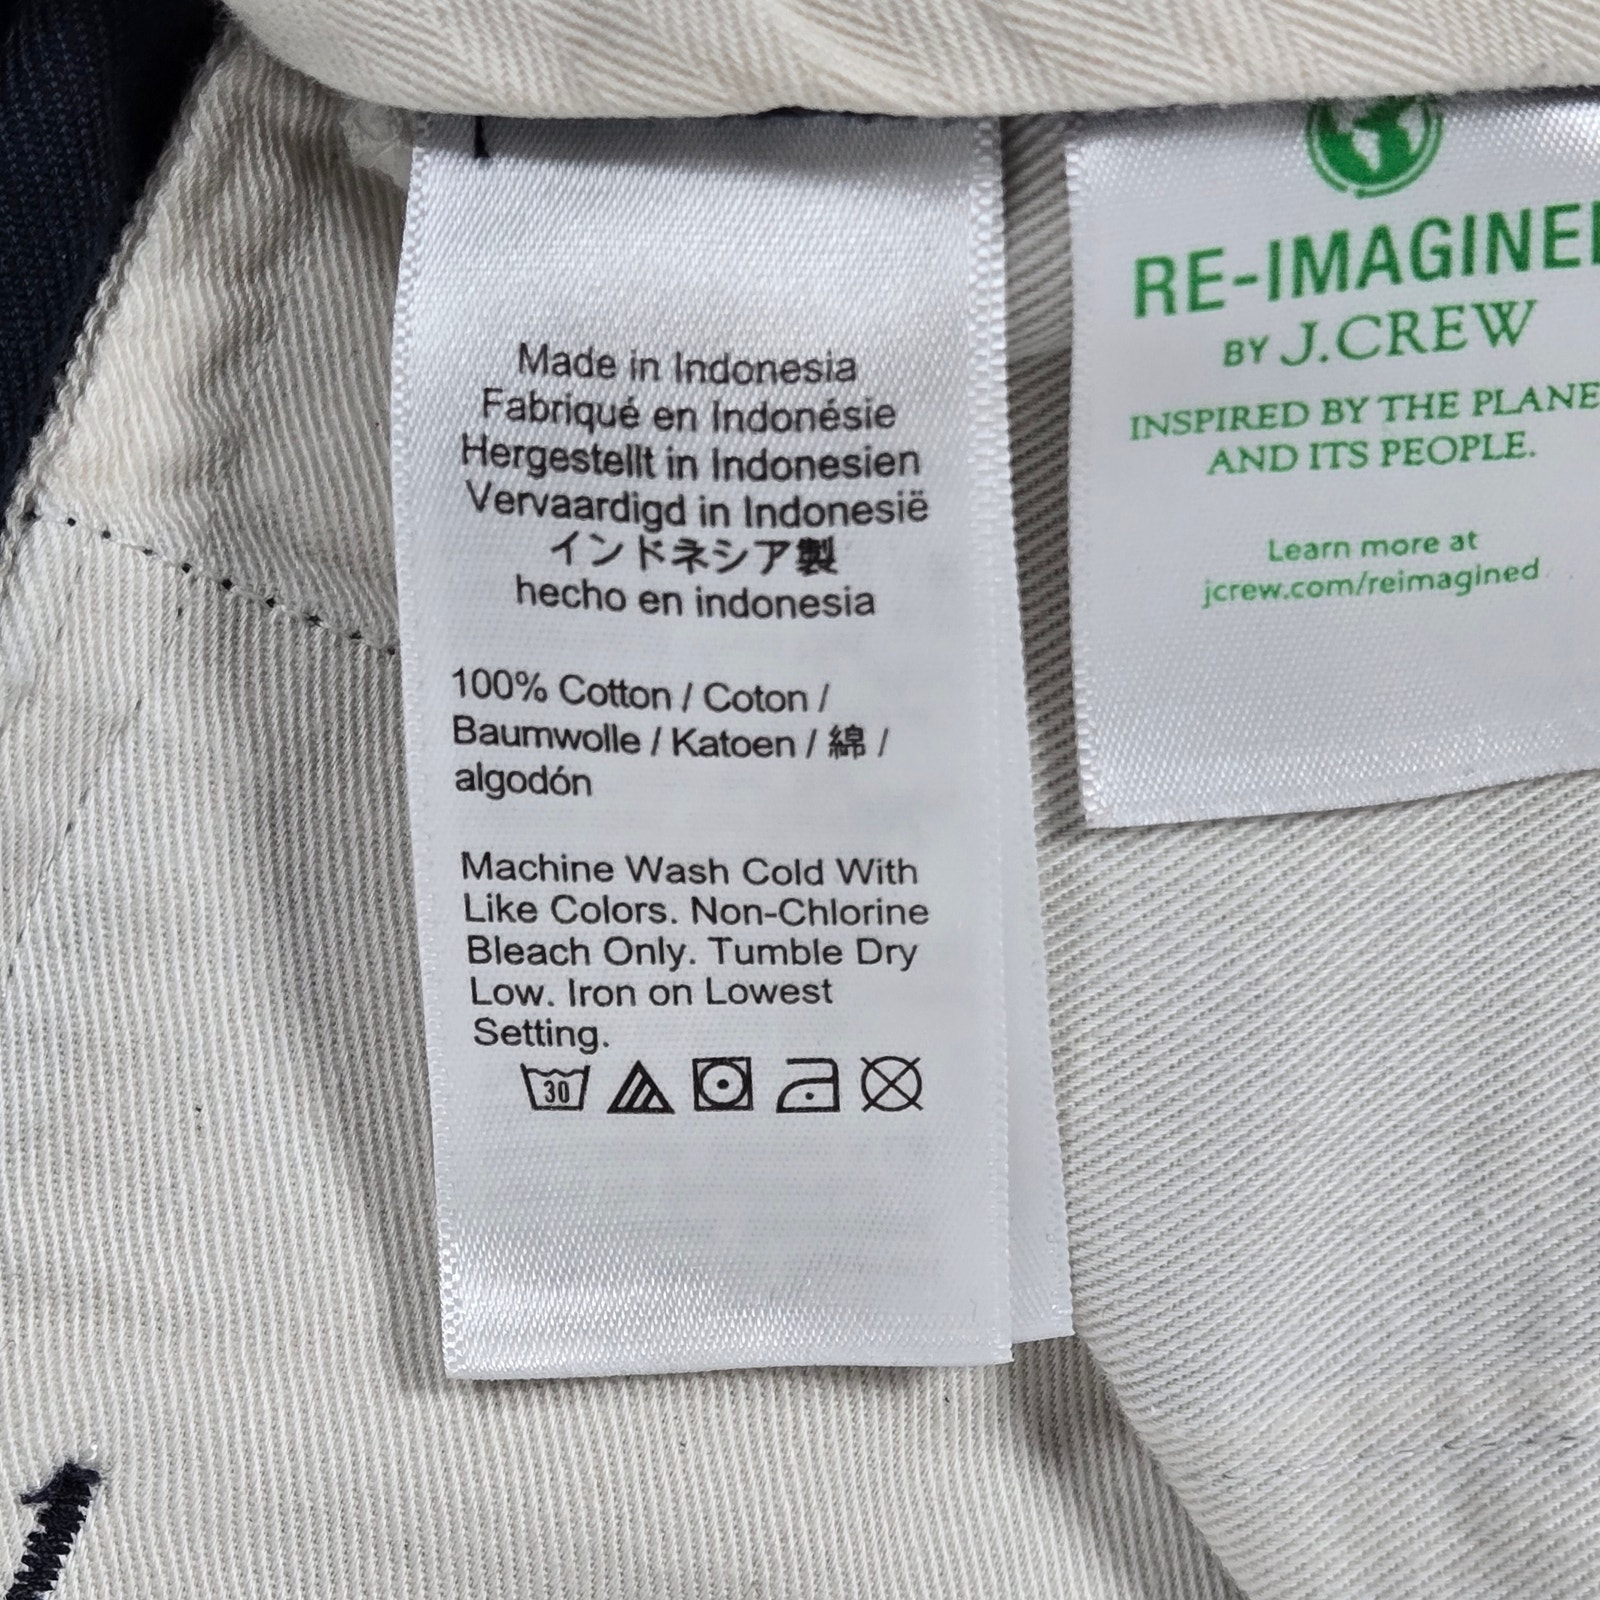 Made in Indonesia
Fabriqué en Indonésie
Hergestellt in Indonesien
Vervaardigd in Indonesië
インドネシア製
hecho en indonesia
100% Cotton / Coton /
Baumwolle / Katoen / 綿 /
algodón
Machine Wash Cold With
Like Colors. Non-Chlorine
Bleach Only. Tumble Dry
Low. Iron on Lowest
Setting.
30
RE-IMAGINE
BY J.CREW
INSPIRED BY THE PLANE
AND ITS PEOPLE.
Learn more at
jcrew.com/reimagined